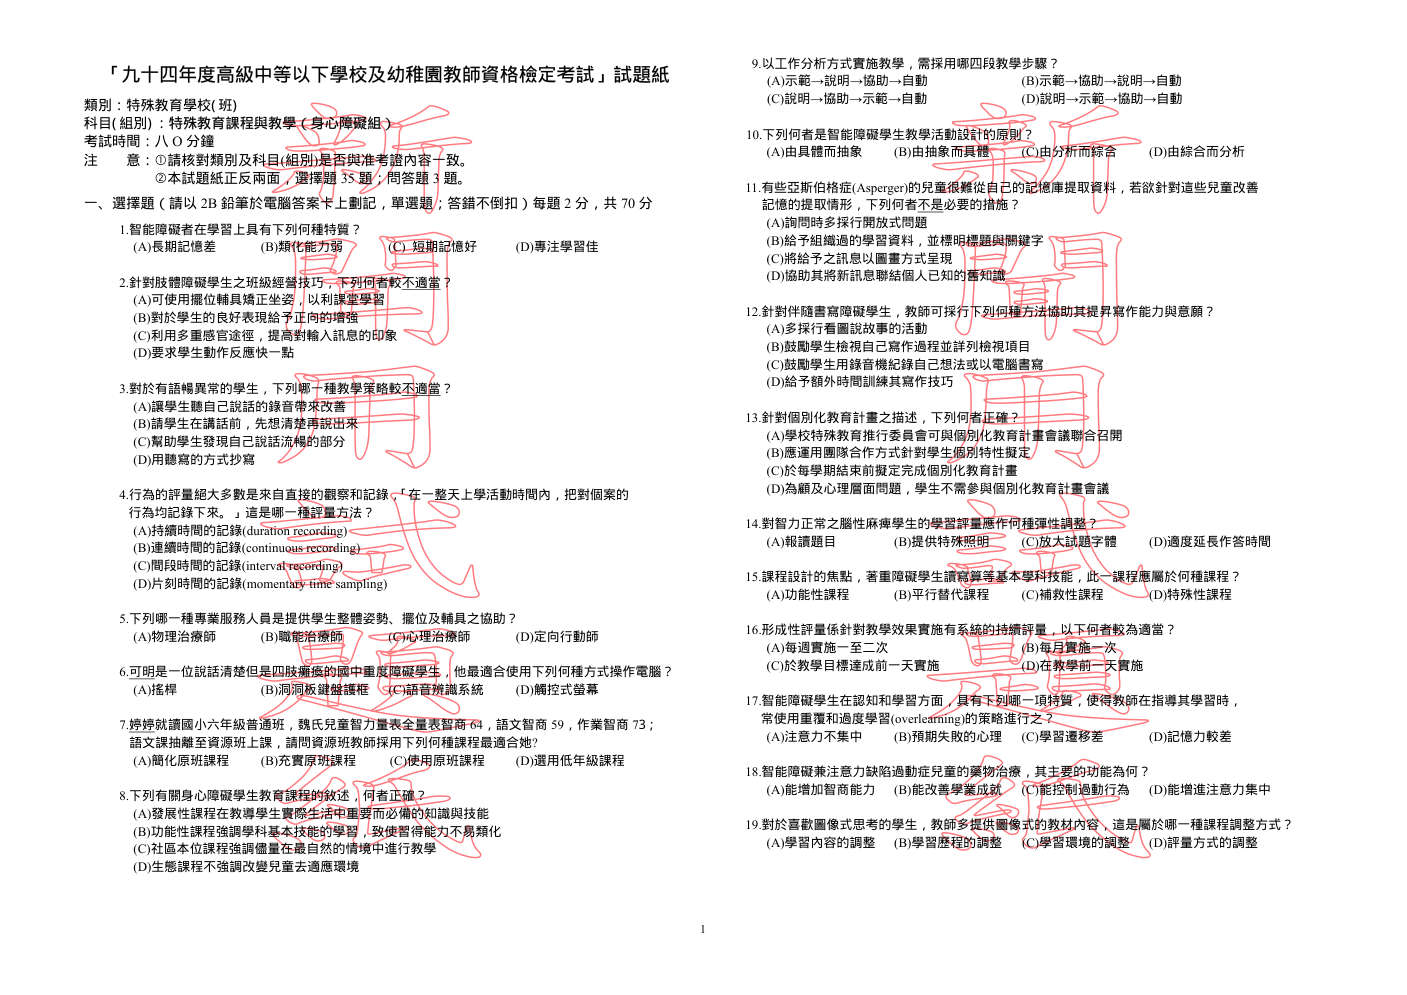 「九十四年度高級中等以下學校及幼稚園教師資格檢定考試」試題紙
類別：特殊教育學校(班)
科目(組別)：特殊教育課程與教學（身心障礙組）
考試時間：八O分鐘
注　　意：①請核對類別及科目(組別)是否與准考證內容一致。
②本試題紙正反兩面，選擇題 35 題；問答題 3 題。
一、選擇題（請以 2B 鉛筆於電腦答案卡上劃記，單選題；答錯不倒扣）每題 2 分，共 70 分
1.智能障礙者在學習上具有下列何種特質？
(A)長期記憶差 (B)類化能力弱 (C) 短期記憶好 (D)專注學習佳
2.針對肢體障礙學生之班級經營技巧，下列何者較不適當？
(A)可使用擺位輔具矯正坐姿，以利課堂學習
(B)對於學生的良好表現給予正向的增強
(C)利用多重感官途徑，提高對輸入訊息的印象
(D)要求學生動作反應快一點
3.對於有語暢異常的學生，下列哪一種教學策略較不適當？
(A)讓學生聽自己說話的錄音帶來改善
(B)請學生在講話前，先想清楚再說出來
(C)幫助學生發現自己說話流暢的部分
(D)用聽寫的方式抄寫
4.行為的評量絕大多數是來自直接的觀察和記錄，「在一整天上學活動時間內，把對個案的
行為均記錄下來。」這是哪一種評量方法？
(A)持續時間的記錄(duration recording)
(B)連續時間的記錄(continuous recording)
(C)間段時間的記錄(interval recording)
(D)片刻時間的記錄(momentary time sampling)
5.下列哪一種專業服務人員是提供學生整體姿勢、擺位及輔具之協助？
(A)物理治療師 (B)職能治療師 (C)心理治療師 (D)定向行動師
6.可明是一位說話清楚但是四肢癱瘓的國中重度障礙學生，他最適合使用下列何種方式操作電腦？
(A)搖桿 (B)洞洞板鍵盤護框 (C)語音辨識系統 (D)觸控式螢幕
7.婷婷就讀國小六年級普通班，魏氏兒童智力量表全量表智商 64，語文智商 59，作業智商 73；
語文課抽離至資源班上課，請問資源班教師採用下列何種課程最適合她?
(A)簡化原班課程 (B)充實原班課程 (C)使用原班課程 (D)選用低年級課程
8.下列有關身心障礙學生教育課程的敘述，何者正確？
(A)發展性課程在教導學生實際生活中重要而必備的知識與技能
(B)功能性課程強調學科基本技能的學習，致使習得能力不易類化
(C)社區本位課程強調儘量在最自然的情境中進行教學
(D)生態課程不強調改變兒童去適應環境
9.以工作分析方式實施教學，需採用哪四段教學步驟？
(A)示範→說明→協助→自動 (B)示範→協助→說明→自動
(C)說明→協助→示範→自動 (D)說明→示範→協助→自動
10.下列何者是智能障礙學生教學活動設計的原則？
(A)由具體而抽象 (B)由抽象而具體 (C)由分析而綜合 (D)由綜合而分析
11.有些亞斯伯格症(Asperger)的兒童很難從自己的記憶庫提取資料，若欲針對這些兒童改善
記憶的提取情形，下列何者不是必要的措施？
(A)詢問時多採行開放式問題
(B)給予組織過的學習資料，並標明標題與關鍵字
(C)將給予之訊息以圖畫方式呈現
(D)協助其將新訊息聯結個人已知的舊知識
12.針對伴隨書寫障礙學生，教師可採行下列何種方法協助其提昇寫作能力與意願？
(A)多採行看圖說故事的活動
(B)鼓勵學生檢視自己寫作過程並詳列檢視項目
(C)鼓勵學生用錄音機紀錄自己想法或以電腦書寫
(D)給予額外時間訓練其寫作技巧
13.針對個別化教育計畫之描述，下列何者正確？
(A)學校特殊教育推行委員會可與個別化教育計畫會議聯合召開
(B)應運用團隊合作方式針對學生個別特性擬定
(C)於每學期結束前擬定完成個別化教育計畫
(D)為顧及心理層面問題，學生不需參與個別化教育計畫會議
14.對智力正常之腦性麻痺學生的學習評量應作何種彈性調整？
(A)報讀題目 (B)提供特殊照明 (C)放大試題字體 (D)適度延長作答時間
15.課程設計的焦點，著重障礙學生讀寫算等基本學科技能，此一課程應屬於何種課程？
(A)功能性課程 (B)平行替代課程 (C)補救性課程 (D)特殊性課程
16.形成性評量係針對教學效果實施有系統的持續評量，以下何者較為適當？
(A)每週實施一至二次 (B)每月實施一次
(C)於教學目標達成前一天實施 (D)在教學前一天實施
17.智能障礙學生在認知和學習方面，具有下列哪一項特質，使得教師在指導其學習時，
常使用重覆和過度學習(overlearning)的策略進行之？
(A)注意力不集中 (B)預期失敗的心理 (C)學習遷移差 (D)記憶力較差
18.智能障礙兼注意力缺陷過動症兒童的藥物治療，其主要的功能為何？
(A)能增加智商能力 (B)能改善學業成就 (C)能控制過動行為 (D)能增進注意力集中
19.對於喜歡圖像式思考的學生，教師多提供圖像式的教材內容，這是屬於哪一種課程調整方式？
(A)學習內容的調整 (B)學習歷程的調整 (C)學習環境的調整 (D)評量方式的調整
1